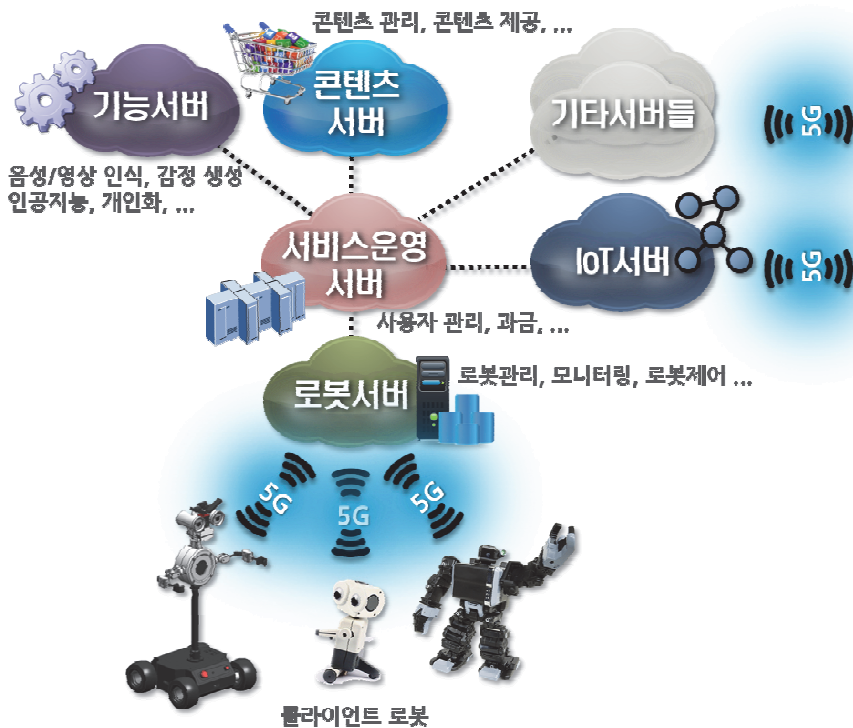 콘텐츠 관리, 콘텐츠 제공, ...
기능서버
콘텐츠
서버
기타서버들
5G
음성/영상 인식, 감정 생성
인공지능, 개인화, ...
서비스운영
서버
IoT서버
5G
사용자 관리, 과금, ...
로봇서버
로봇관리, 모니터링, 로봇제어 ...
5G
5G
5G
클라이언트 로봇